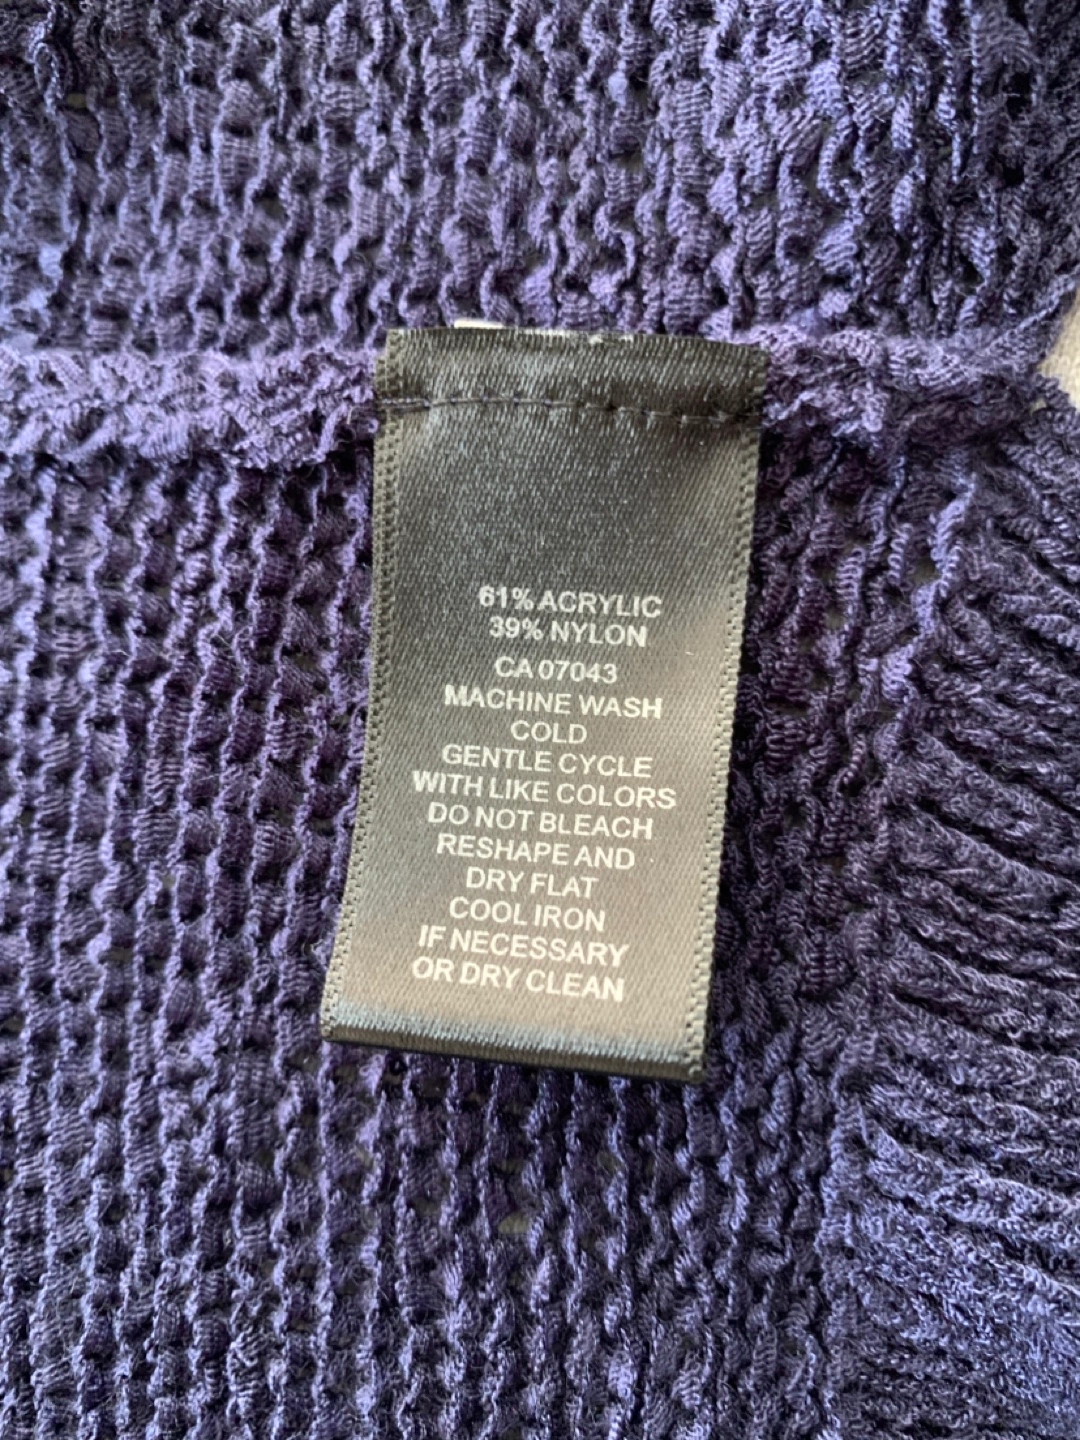 61% ACRYLIC
39% NYLON
CA 07043
MACHINE WASH
COLD
GENTLE CYCLE
WITH LIKE COLORS
DO NOT BLEACH
RESHAPE AND
DRY FLAT
COOL IRON
IF NECESSARY
OR DRY CLEAN